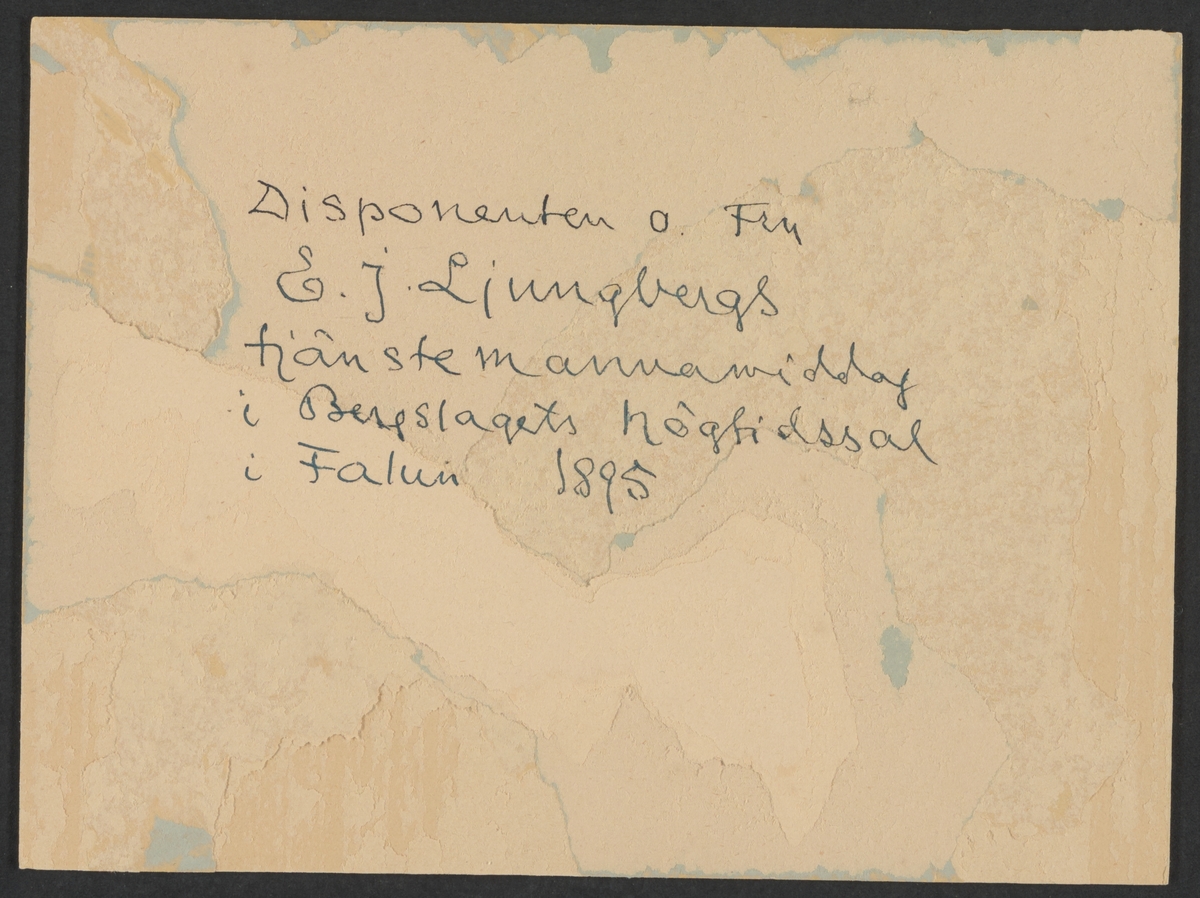 Disponenten o. Fru
E. J. Ljungbergs
tjänstemannamiddag
i Bergslagets högtidssal
i Falun 1895